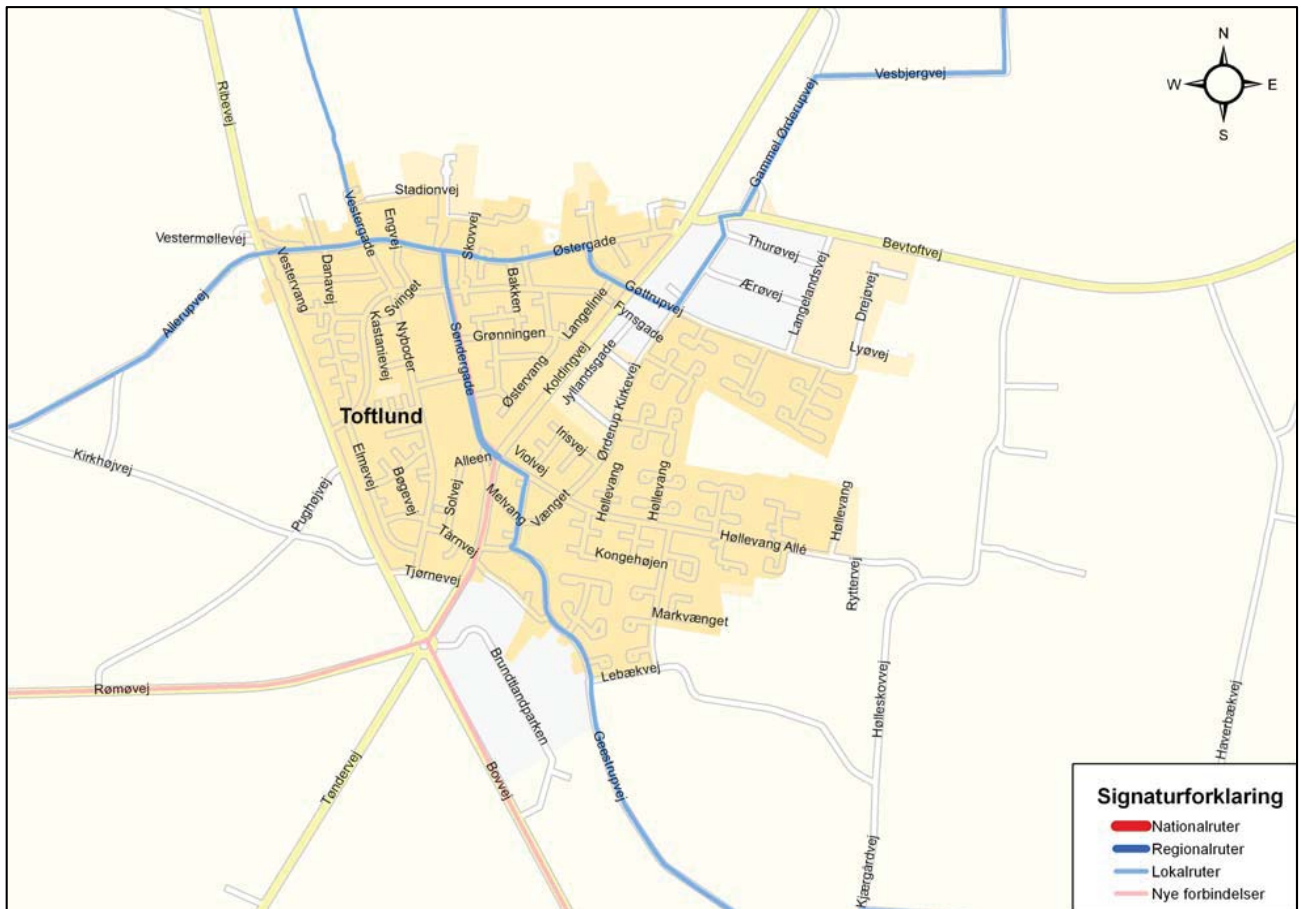 N
W
E
S
Vesbjergvej
Ribevej
Gammel Ørderupvej
Stadionvej
Vestergade
Engvej
Skovvej
Vestermøllevej
Østergade
Thurøvej
Bevtoftvej
Vestervang
Danavej
Bakken
Langelinie
Gøttrupvej
Ærøvej
Langelandsvej
Drejøvej
Svinget
Fynsgade
Allerupvej
Kastanievej
Nyboder
Søndergade
Grønningen
Koldingvej
Jyllandsgade
Lyøvej
Østervang
Ørderup Kirkevej
Toftlund
Irisvej
Violvej
Alleen
Kirkhøjvej
Elmevej
Bøgevej
Solvej
Melvang
Vænget
Høllevang
Høllevang
Høllevang
Pughøjvej
Tårnvej
Høllevang Allé
Kongehøjen
Tjørnevej
Ryttervej
Markvænget
Brundtlandparken
Lebækvej
Rømøvej
Hølleskovvej
Haverbækvej
Tøndervej
Bovvej
Geestrupvej
Kjærgårdvej
Signaturforklaring
Nationalruter
Regionalruter
Lokalruter
Nye forbindelser